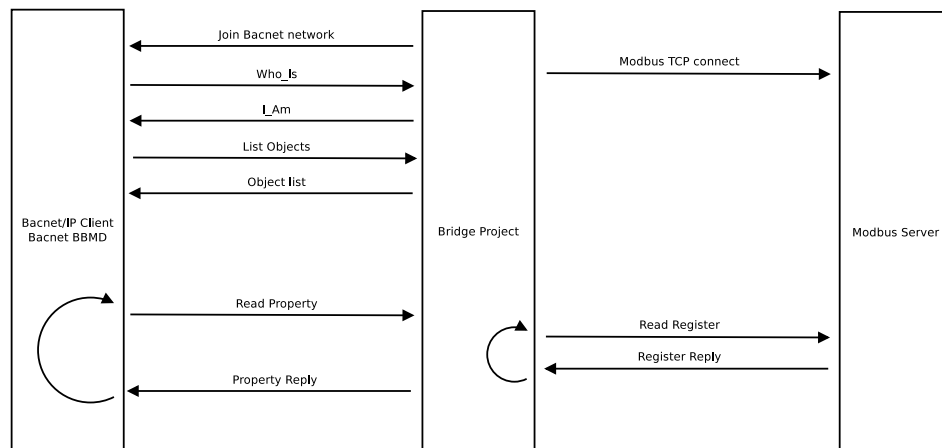 Join Bacnet network
Modbus TCP connect
Who_Is
I_Am
List Objects
Object list
Bacnet/IP Client
Bacnet BBMD
Bridge Project
Modbus Server
Read Property
Read Register
Register Reply
Property Reply